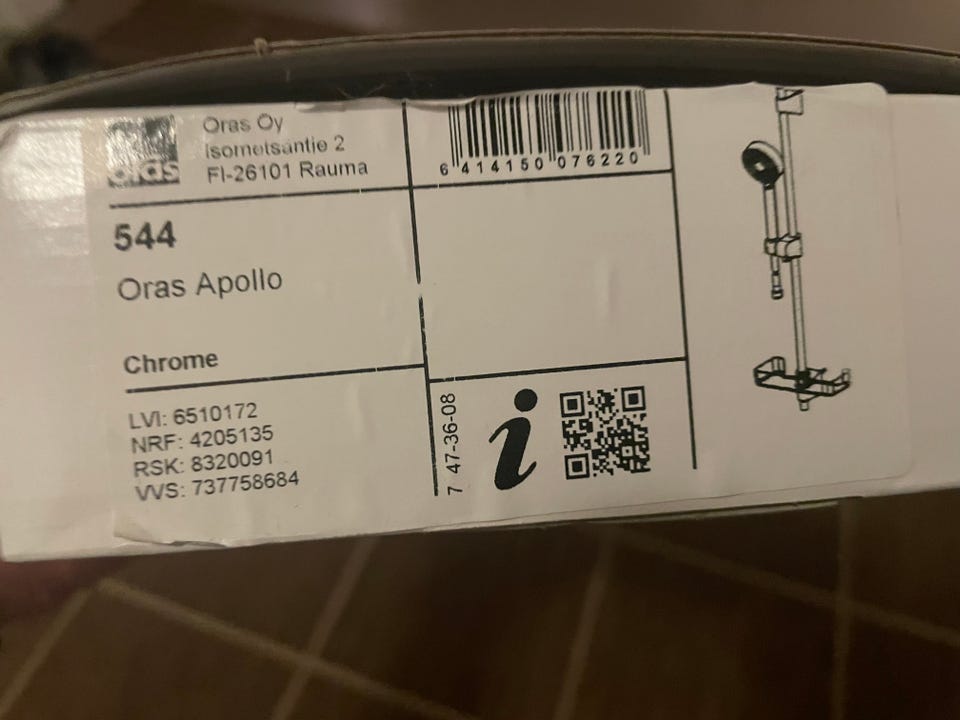 oras
Oras Oy
Isometsäntie 2
FI-26101 Rauma
6 414150 076220
544
Oras Apollo
Chrome
LVI: 6510172
NRF: 4205135
RSK: 8320091
VVS: 737758684
7 47-36-08
i